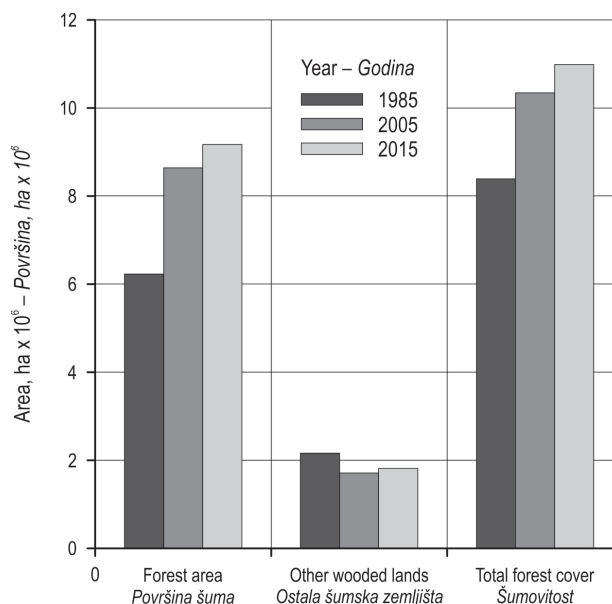 12
10
8
6
4
2
0
Area, ha x 10⁶ – Površina, ha x 10⁶
Year – Godina
1985
2005
2015
0
Forest area
Površina šuma
Other wooded lands
Ostala šumska zemljišta
Total forest cover
Šumovitost